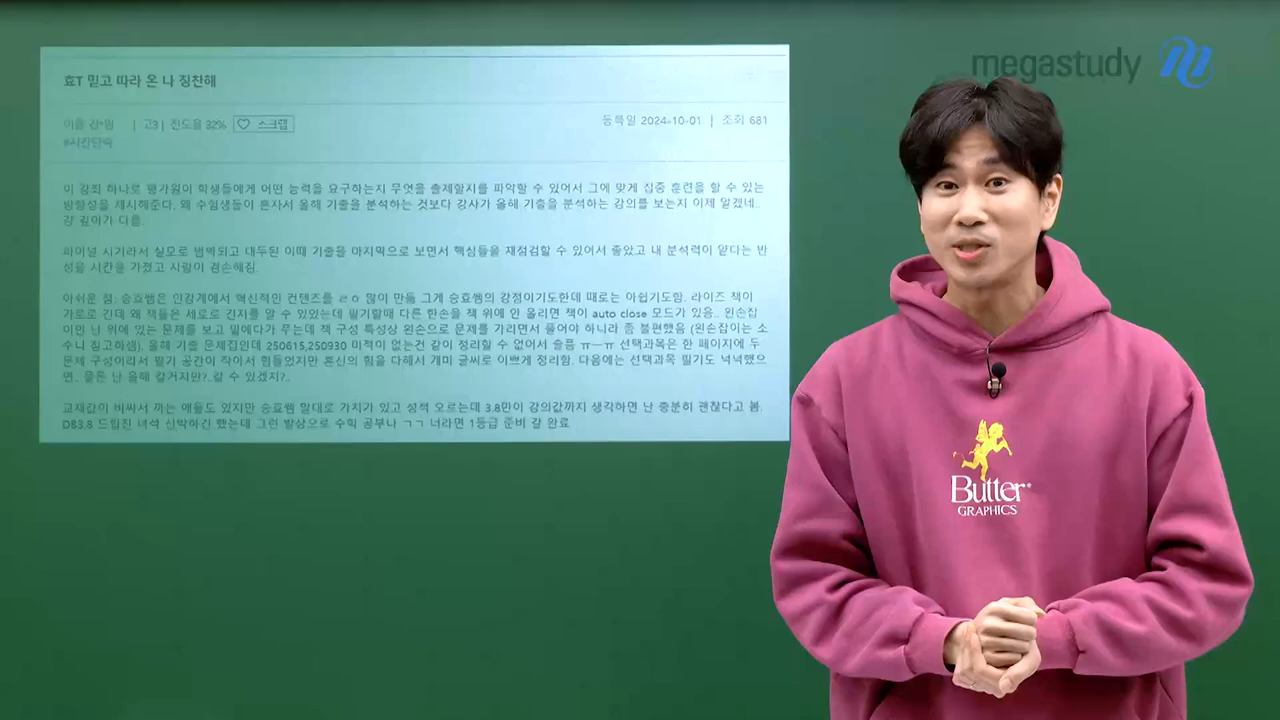 megastudy
효T 믿고 따라 온 나 칭찬해
이름 강*원 | 고3 | 진도율 32% ♡ 스크랩
등록일 2024-10-01 | 조회 681
#시간단축
이 강좌 하나로 평가원이 학생들에게 어떤 능력을 요구하는지 무엇을 출제할지를 파악할 수 있어서 그에 맞게 집중 훈련을 할 수 있는
방향성을 제시해준다. 왜 수험생들이 혼자서 올해 기출을 분석하는 것보다 강사가 올해 기출을 분석하는 강의를 보는지 이제 알겠네..
걍 깊이가 다름.
파이널 시기라서 실모로 범벅되고 대두된 이때 기출을 마지막으로 보면서 핵심들을 재점검할 수 있어서 좋았고 내 분석력이 얕다는 반
성을 시간을 가졌고 사람이 겸손해짐.
아쉬운 점: 승효쌤은 인강계에서 혁신적인 컨텐츠를 ㄹㅇ 많이 만듦 그게 승효쌤의 강점이기도한데 때로는 아쉽기도함. 라이즈 책이
가로로 긴데 왜 책들은 세로로 긴지를 알 수 있었는데 필기할때 다른 한손을 책 위에 안 올리면 책이 auto close 모드가 있음.. 왼손잡
이인 난 위에 있는 문제를 보고 밑에다가 푸는데 책 구성 특성상 왼손으로 문제를 가리면서 풀어야 하니라 좀 불편했음 (왼손잡이는 소
수니 짐고하셈). 올해 기출 문제집인데 250615,250930 미적이 없는건 같이 정리할 수 없어서 슬픔 ㅠㅡㅠ 선택과목은 한 페이지에 두
문제 구성이라서 필기 공간이 작아서 힘들었지만 혼신의 힘을 다해서 개미 글씨로 이쁘게 정리함. 다음에는 선택과목 필기도 넉넉했으
면.. 물론 난 올해 갈거지만?..갈 수 있겠지?..
교재값이 비싸서 까는 애들도 있지만 승효쌤 말대로 가치가 있고 성적 오르는데 3.8만이 강의값까지 생각하면 난 충분히 괜찮다고 봄.
DB3.8 드립친 녀석 신박하긴 했는데 그런 발상으로 수학 공부나 ㄱㄱ 너라면 1등급 준비 갈 완료
Butter
GRAPHICS